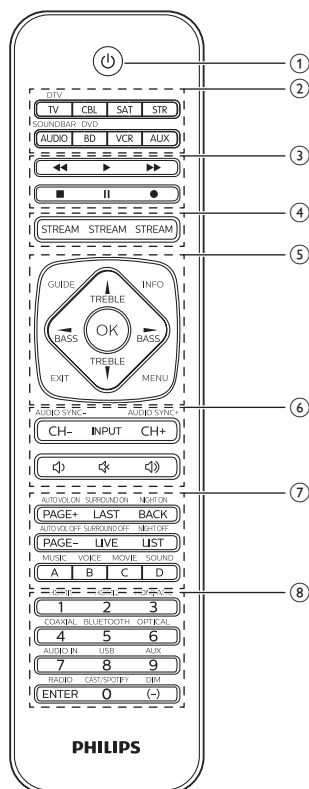 ①
DTV ②
TV CBL SAT STR
SOUNDBAR DVD
AUDIO BD VCR AUX
③
④
STREAM STREAM STREAM
⑤
GUIDE INFO
TREBLE
BASS OK BASS
TREBLE
EXIT MENU
AUDIO SYNC- AUDIO SYNC+ ⑥
CH- INPUT CH+
⑦
AUTO VOL ON SURROUND ON NIGHT ON
PAGE+ LAST BACK
AUTO VOL OFF SURROUND OFF NIGHT OFF
PAGE- LIVE LIST
MUSIC VOICE MOVIE SOUND
A B C D
⑧
1 2 3
COAXIAL BLUETOOTH OPTICAL
4 5 6
AUDIO IN USB AUX
7 8 9
RADIO CAST/SPOTIFY DIM
ENTER 0 (-)
PHILIPS